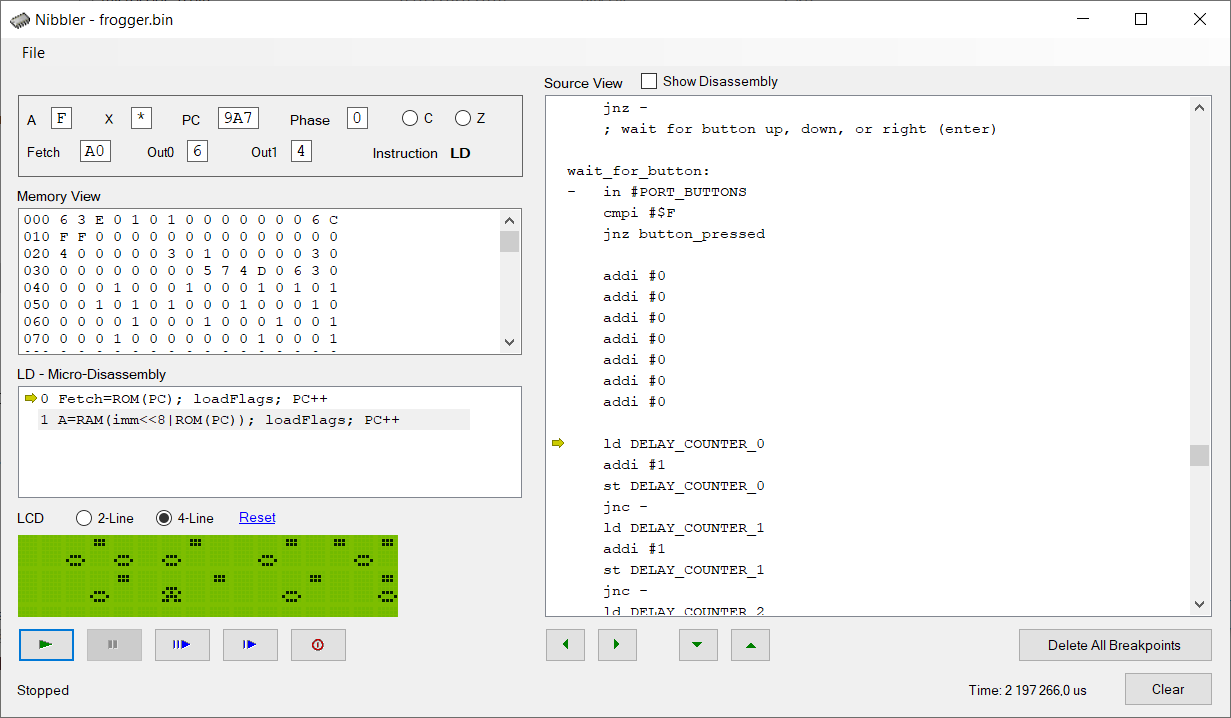 Nibbler - frogger.bin
File
A F X * PC 9A7 Phase 0 C Z
Fetch A0 Out0 6 Out1 4 Instruction LD
Memory View
000 6 3 E 0 1 0 1 0 0 0 0 0 0 0 6 C
010 F F 0 0 0 0 0 0 0 0 0 0 0 0 0 0
020 4 0 0 0 0 0 3 0 1 0 0 0 0 0 3 0
030 0 0 0 0 0 0 0 0 5 7 4 D 0 6 3 0
040 0 0 0 1 0 0 0 1 0 0 0 1 0 1 0 1
050 0 0 1 0 1 0 1 0 0 0 1 0 0 0 1 0
060 0 0 0 0 1 0 0 0 1 0 0 0 1 0 0 1
070 0 0 0 1 0 0 0 0 0 0 0 1 0 0 0 1
LD - Micro-Disassembly
0 Fetch=ROM(PC); loadFlags; PC++
1 A=RAM(imm<<8|ROM(PC)); loadFlags; PC++
LCD 2-Line 4-Line Reset
Stopped
Source View Show Disassembly
jnz -
; wait for button up, down, or right (enter)
wait_for_button:
- in #PORT_BUTTONS
cmpi #$F
jnz button_pressed
addi #0
addi #0
addi #0
addi #0
addi #0
addi #0
addi #0
ld DELAY_COUNTER_0
addi #1
st DELAY_COUNTER_0
jnc -
ld DELAY_COUNTER_1
addi #1
st DELAY_COUNTER_1
jnc -
ld DELAY_COUNTER_2
Delete All Breakpoints
Time: 2 197 266,0 us
Clear